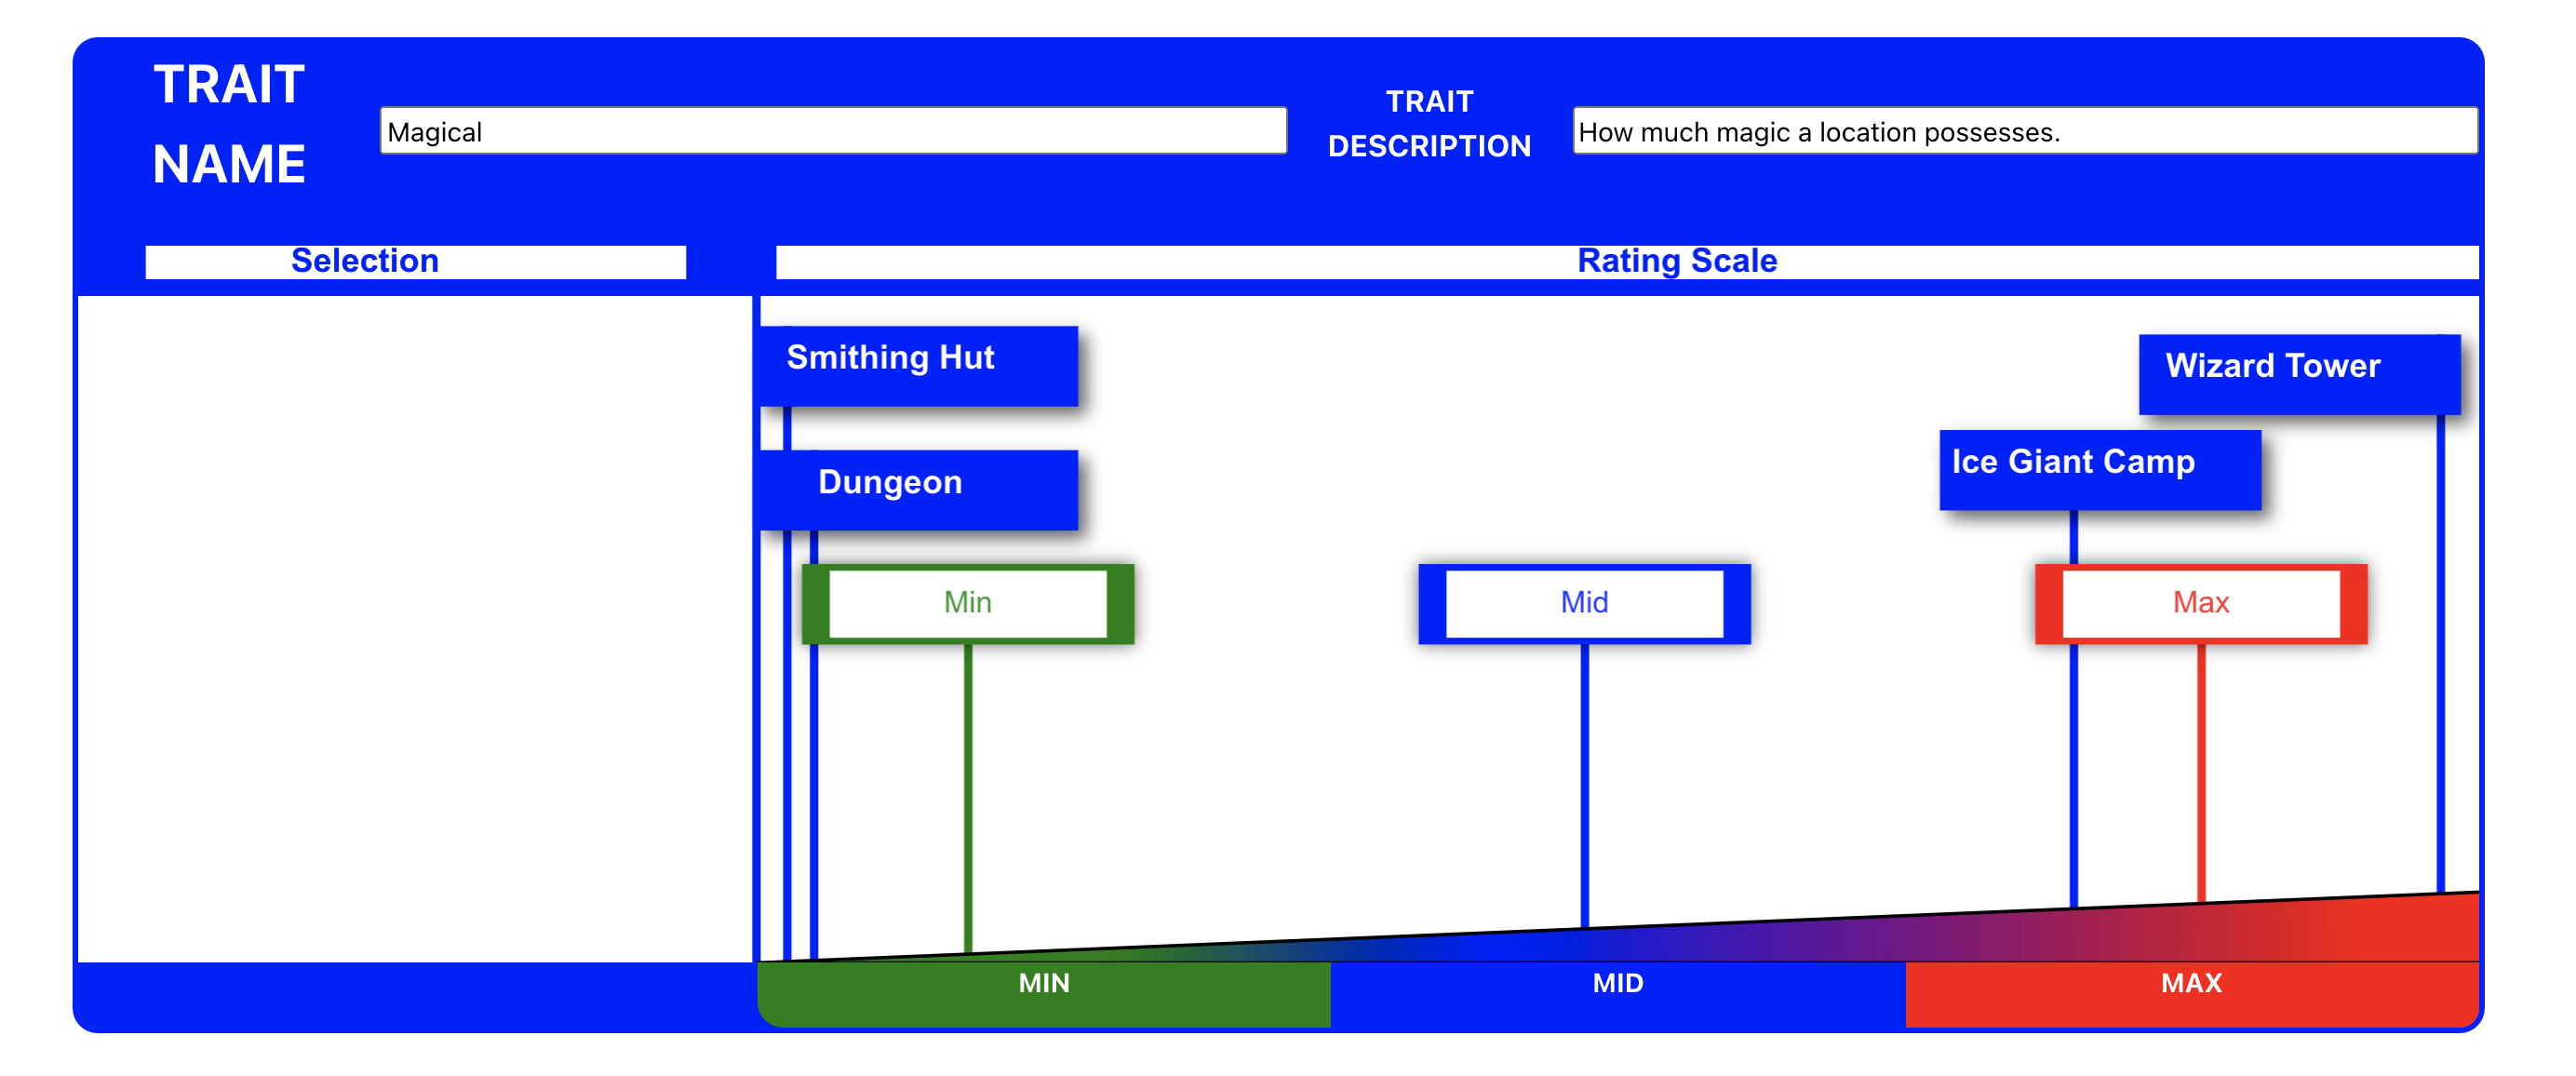 TRAIT
NAME
Magical
TRAIT
DESCRIPTION
How much magic a location possesses.
Selection
Rating Scale
Smithing Hut
Wizard Tower
Ice Giant Camp
Dungeon
Min
Mid
Max
MIN
MID
MAX